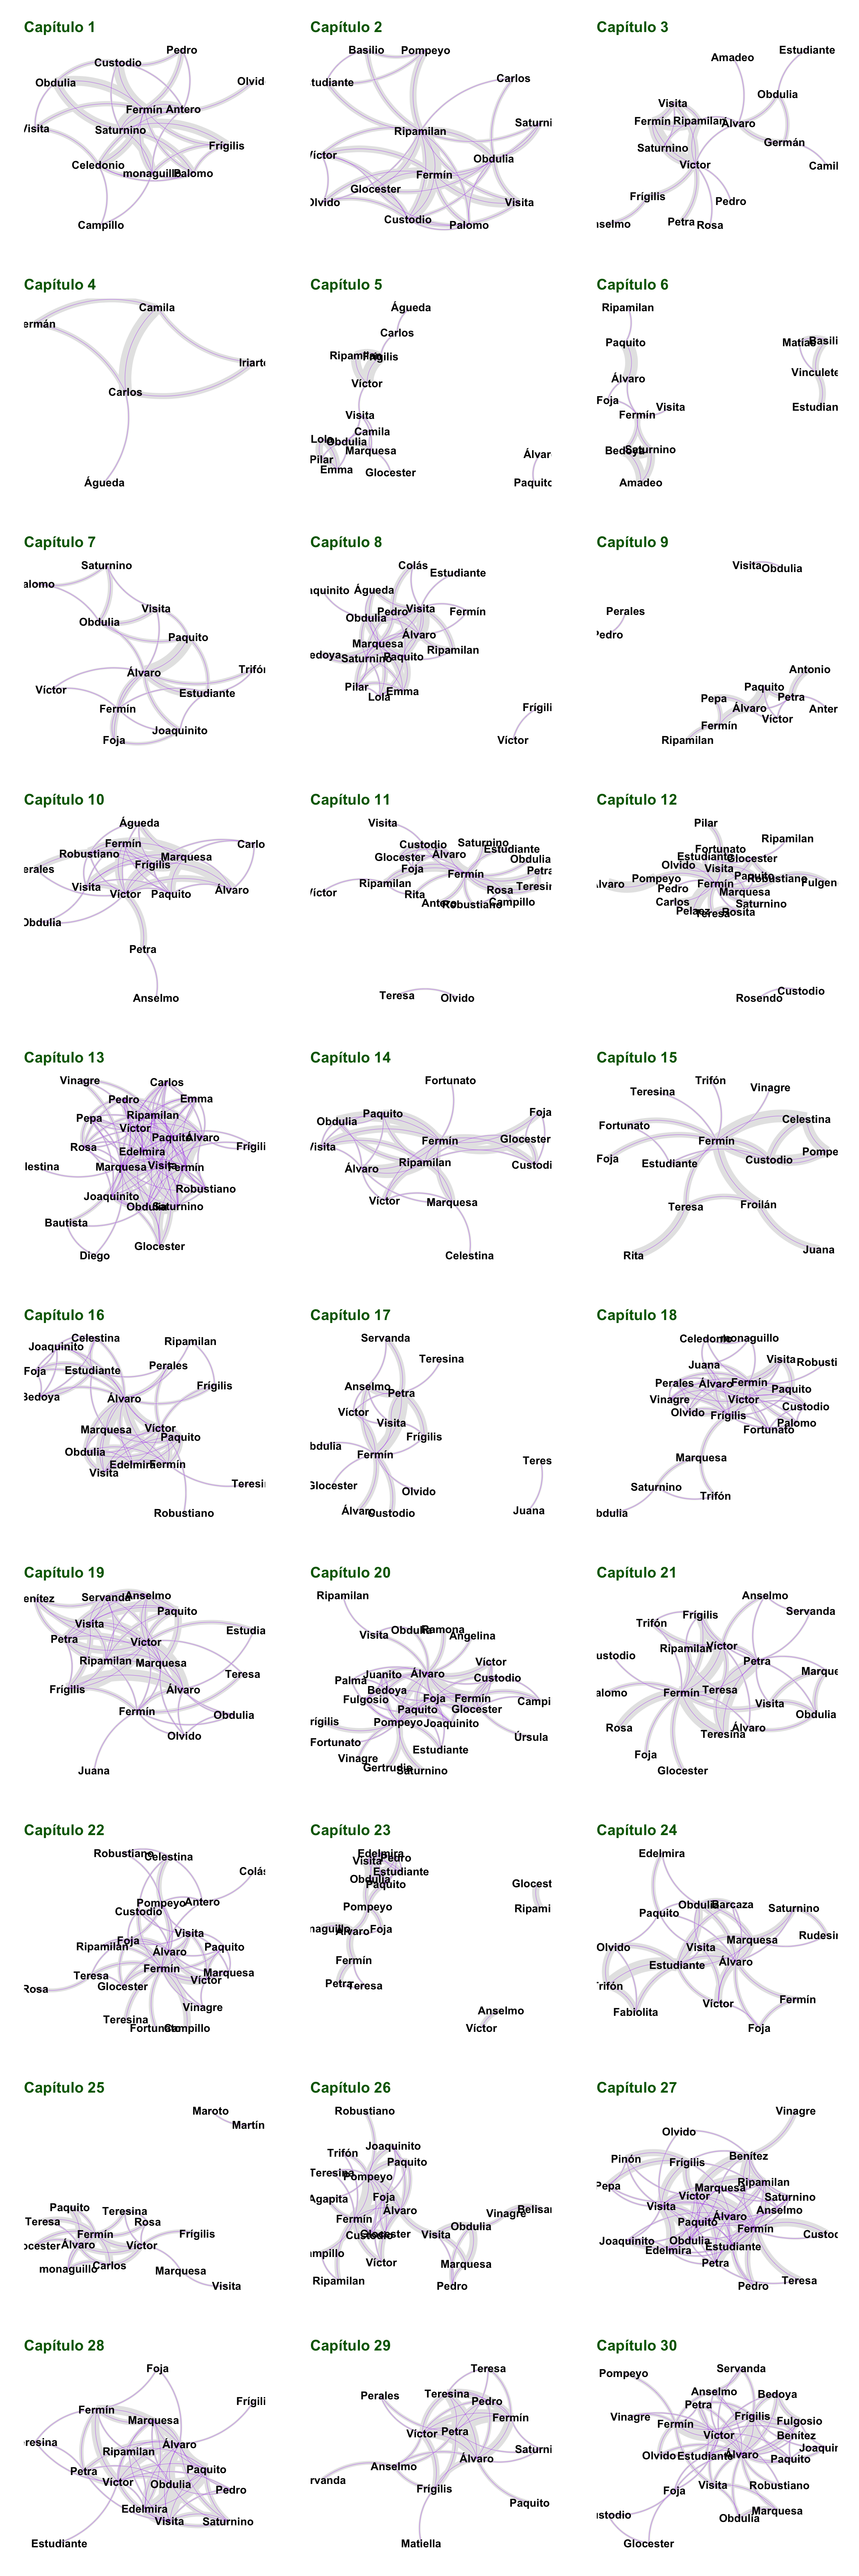 Capítulo 1
Pedro
Custodio
Obdulia
Olvid
Fermín Antero
Visita
Saturnino
Frígilis
Celedonio
monaguillo
Palomo
Campillo
Capítulo 2
Basilio
Pompeyo
tudiante
Carlos
Saturni
Ripamilan
Víctor
Obdulia
Fermín
Glocester
Olvido
Visita
Custodio
Palomo
Capítulo 3
Estudiante
Amadeo
Obdulia
Visita
Fermín
Ripamilan
Álvaro
Germán
Saturnino
Víctor
Camil
Frígilis
Pedro
nselmo
Petra
Rosa
Capítulo 4
Camila
ermán
Iriart
Carlos
Águeda
Capítulo 5
Águeda
Carlos
Ripamilan
Frígilis
Víctor
Visita
Camila
Lola
Obdulia
Marquesa
Pilar
Emma
Glocester
Álvar
Paquito
Capítulo 6
Ripamilan
Paquito
Matías
Basili
Álvaro
Vinculete
Foja
Visita
Estudian
Fermín
Bedoya
Saturnino
Amadeo
Capítulo 7
Saturnino
alomo
Visita
Obdulia
Paquito
Álvaro
Trifón
Víctor
Estudiante
Fermín
Joaquinito
Foja
Capítulo 8
Colás
Estudiante
aquinito
Águeda
Pedro
Visita
Fermín
Obdulia
Álvaro
Marquesa
Ripamilan
edoya
Saturnino
Paquito
Pilar
Emma
Lola
Frígili
Víctor
Capítulo 9
Visita
Obdulia
Perales
Pedro
Antonio
Paquito
Pepa
Petra
Álvaro
Anter
Víctor
Fermín
Ripamilan
Capítulo 10
Águeda
Fermín
Carlo
Robustiano
Marquesa
Frígilis
erales
Visita
Víctor
Paquito
Álvaro
Obdulia
Petra
Anselmo
Capítulo 11
Visita
Custodio
Saturnino
Estudiante
Glocester
Álvaro
Obdulia
Foja
Fermín
Petra
Ripamilan
Teresin
Víctor
Rita
Rosa
Antero
Robustiano
Campillo
Teresa
Olvido
Capítulo 12
Pilar
Ripamilan
Fortunato
Estudiante
Glocester
Olvido
Visita
Pompeyo
Paquito
Robustiano
lvaro
Fermín
Fulgen
Pedro
Marquesa
Carlos
Saturnino
Pelaez
Teresa
Rosita
Custodio
Rosendo
Capítulo 13
Vinagre
Carlos
Pedro
Emma
Pepa
Ripamilan
Víctor
Paquito
Álvaro
Rosa
Edelmira
Frígili
lestina
Marquesa
Visita
Fermín
Robustiano
Joaquinito
Obdulia
Saturnino
Bautista
Glocester
Diego
Capítulo 14
Fortunato
Paquito
Foja
Obdulia
Visita
Fermín
Glocester
Ripamilan
Custodi
Álvaro
Víctor
Marquesa
Celestina
Capítulo 15
Trifón
Teresina
Vinagre
Celestina
Fortunato
Fermín
Pompe
Foja
Estudiante
Custodio
Teresa
Froilán
Rita
Juana
Capítulo 16
Celestina
Ripamilan
Joaquinito
Perales
Foja
Estudiante
Frígilis
Bedoya
Álvaro
Marquesa
Víctor
Paquito
Obdulia
Edelmira
Fermín
Visita
Teresi
Robustiano
Capítulo 17
Servanda
Teresina
Anselmo
Petra
Víctor
Visita
Frígilis
bdulia
Fermín
Teres
Glocester
Olvido
Álvaro
Custodio
Juana
Capítulo 18
Celedonio
monaguillo
Visita
Robusti
Juana
Perales
Álvaro
Fermín
Paquito
Vinagre
Víctor
Custodio
Olvido
Frígilis
Palomo
Fortunato
Marquesa
Saturnino
Trifón
bdulia
Capítulo 19
enítez
Servanda
Anselmo
Paquito
Visita
Estudia
Petra
Víctor
Ripamilan
Marquesa
Teresa
Frígilis
Álvaro
Fermín
Obdulia
Olvido
Juana
Capítulo 20
Ripamilan
Visita
Obdulia
Ramona
Angelina
Víctor
Juanito
Álvaro
Palma
Custodio
Bedoya
Fulgosio
Foja
Fermín
Campi
Paquito
Glocester
rígilis
Pompeyo
Joaquinito
Fortunato
Úrsula
Estudiante
Vinagre
Gertrudis
Saturnino
Capítulo 21
Anselmo
Trifón
Frígilis
Servanda
Ripamilan
Víctor
ustodio
Petra
Marque
alomo
Fermín
Teresa
Visita
Rosa
Teresina
Álvaro
Obdulia
Foja
Glocester
Capítulo 22
Robustiano
Celestina
Colás
Pompeyo
Antero
Custodio
Foja
Visita
Ripamilan
Álvaro
Paquito
Teresa
Fermín
Marquesa
Rosa
Glocester
Víctor
Vinagre
Teresina
Fortunato
Campillo
Capítulo 23
Edelmira
Visita
Pedro
Estudiante
Obdulia
Paquito
Glocest
Pompeyo
Ripami
naguillo
Álvaro
Foja
Fermín
Petra
Teresa
Anselmo
Víctor
Capítulo 24
Edelmira
Paquito
Obdulia
Barcaza
Saturnino
Rudesin
Olvido
Visita
Marquesa
Estudiante
Álvaro
Trifón
Fabiolita
Víctor
Fermín
Foja
Capítulo 25
Maroto
Martín
Paquito
Teresina
Teresa
Rosa
Fermín
Frígilis
ocester
Álvaro
Víctor
monaguillo
Carlos
Marquesa
Visita
Capítulo 26
Robustiano
Joaquinito
Trifón
Paquito
Teresina
Pompeyo
Agapita
Foja
Álvaro
Belisar
Fermín
Vinagre
Custodio
Glocester
Visita
Obdulia
ampillo
Víctor
Marquesa
Ripamilan
Pedro
Capítulo 27
Vinagre
Olvido
Pinón
Benítez
Frígilis
Pepa
Marquesa
Ripamilan
Víctor
Saturnino
Visita
Anselmo
Álvaro
Paquito
Fermín
Custod
Joaquinito
Obdulia
Estudiante
Edelmira
Petra
Teresa
Pedro
Capítulo 28
Foja
Frígili
Fermín
Marquesa
eresina
Álvaro
Ripamilan
Petra
Paquito
Víctor
Obdulia
Pedro
Edelmira
Visita
Saturnino
Estudiante
Capítulo 29
Teresa
Perales
Teresina
Pedro
Fermín
Víctor
Petra
Saturni
Álvaro
Anselmo
rvanda
Frígilis
Paquito
Matiella
Capítulo 30
Pompeyo
Servanda
Anselmo
Bedoya
Petra
Vinagre
Frígilis
Fulgosio
Fermín
Víctor
Benítez
Joaquin
Olvido
Estudiante
Álvaro
Paquito
Foja
Visita
Robustiano
ustodio
Obdulia
Marquesa
Glocester